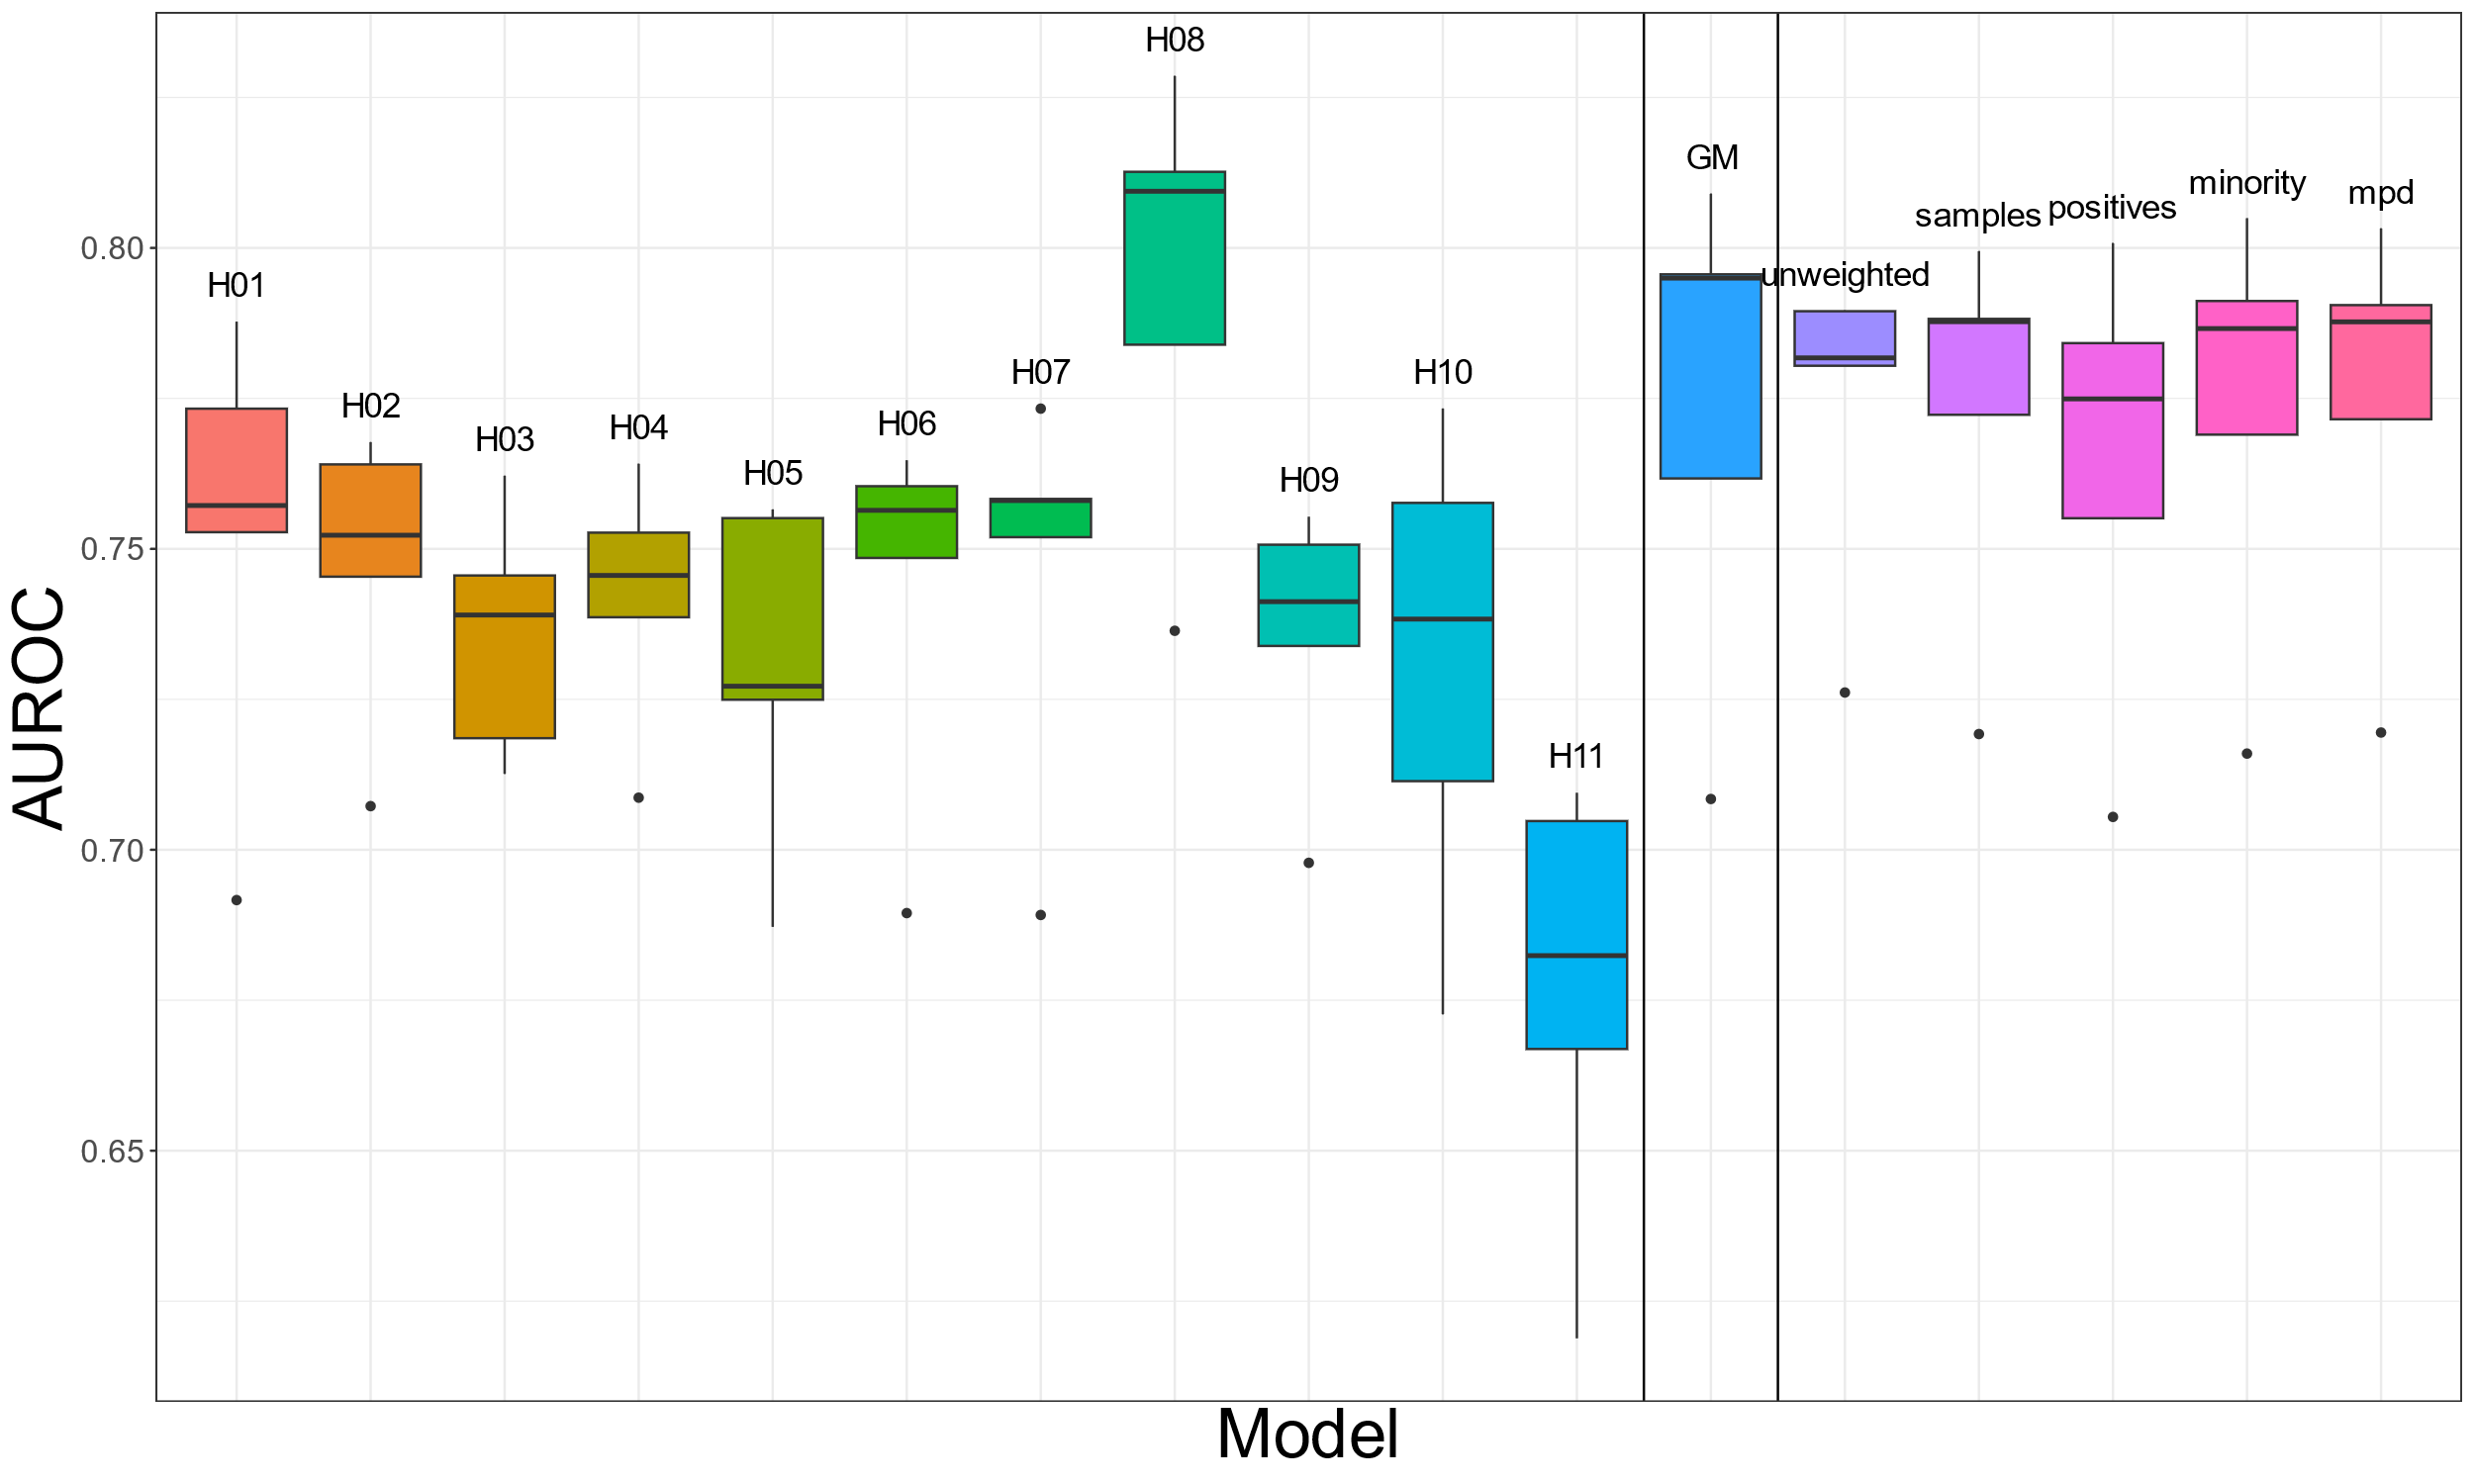 H08
GM
minority
mpd
positives
samples
0.80
unweighted
H01
H07
H10
H02
H06
H04
H03
H05
H09
0.75
AUROC
H11
0.70
0.65
Model